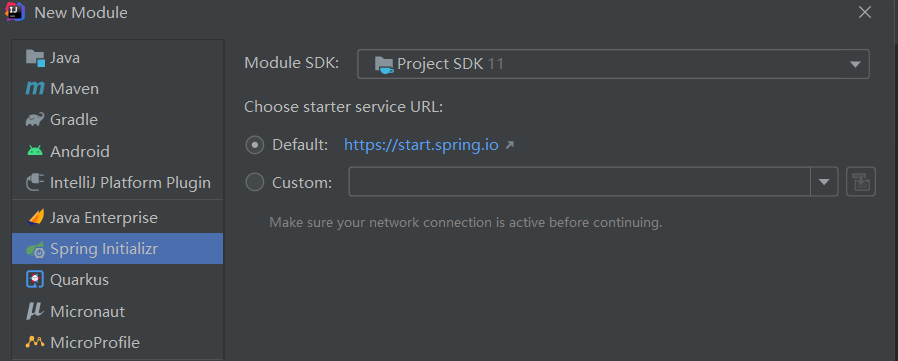 New Module
Java
Maven
Gradle
Android
IntelliJ Platform Plugin
Java Enterprise
Spring Initializr
Quarkus
Micronaut
MicroProfile
Module SDK: Project SDK 11
Choose starter service URL:
Default: https://start.spring.io
Custom:
Make sure your network connection is active before continuing.